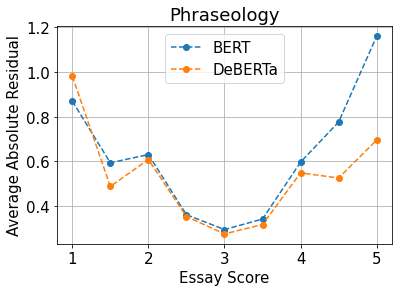 Phraseology
BERT
DeBERTa
Average Absolute Residual
1.2
1.0
0.8
0.6
0.4
1 2 3 4 5
Essay Score